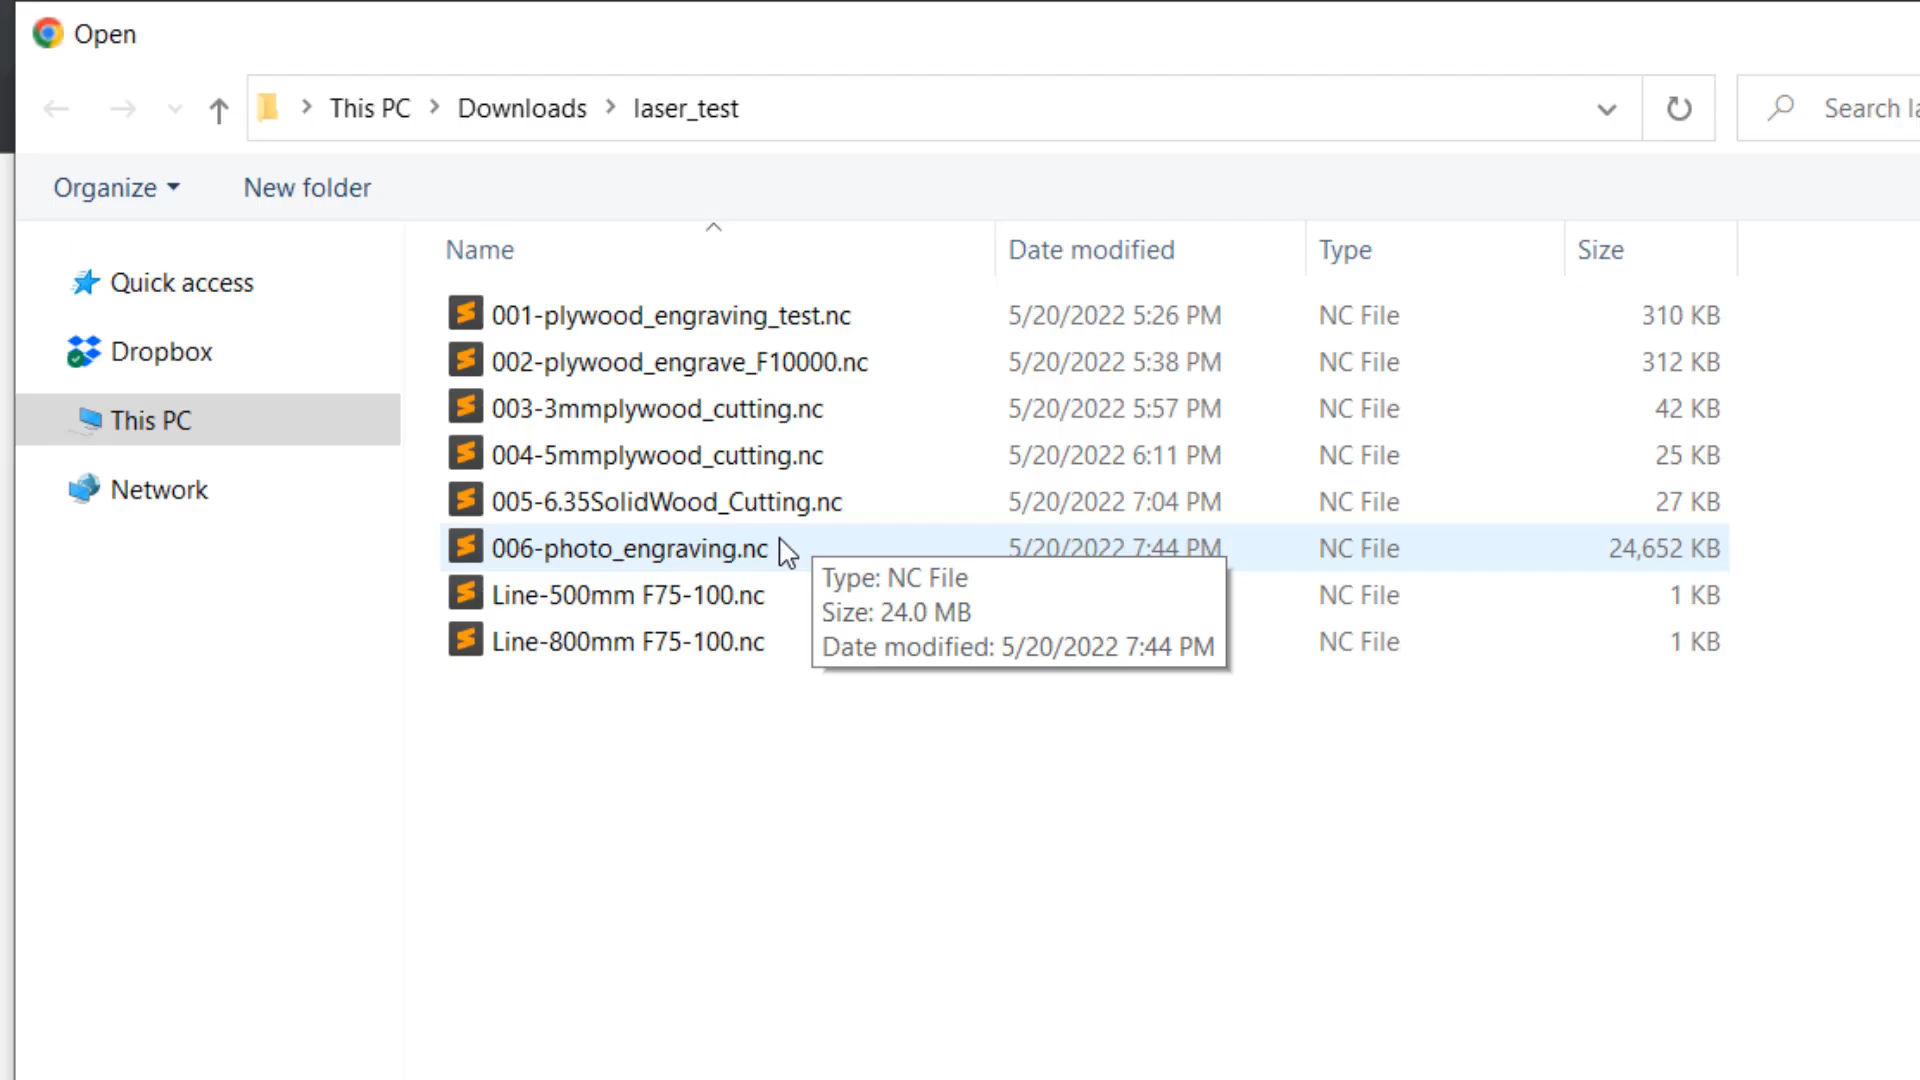 Open
This PC > Downloads > laser_test
Search la
Organize
New folder
Name Date modified Type Size
Quick access
Dropbox
This PC
Network
001-plywood_engraving_test.nc 5/20/2022 5:26 PM NC File 310 KB
002-plywood_engrave_F10000.nc 5/20/2022 5:38 PM NC File 312 KB
003-3mmplywood_cutting.nc 5/20/2022 5:57 PM NC File 42 KB
004-5mmplywood_cutting.nc 5/20/2022 6:11 PM NC File 25 KB
005-6.35SolidWood_Cutting.nc 5/20/2022 7:04 PM NC File 27 KB
006-photo_engraving.nc 5/20/2022 7:44 PM NC File 24,652 KB
Line-500mm F75-100.nc NC File 1 KB
Line-800mm F75-100.nc NC File 1 KB
Type: NC File
Size: 24.0 MB
Date modified: 5/20/2022 7:44 PM